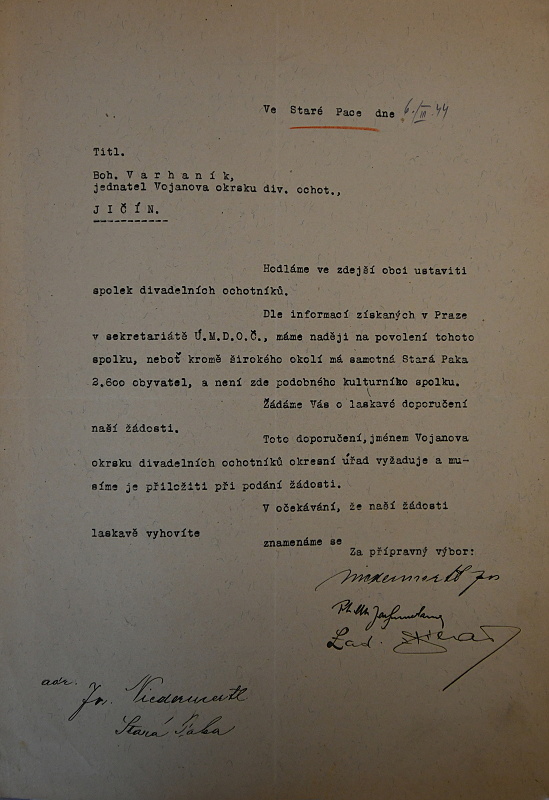 Ve Staré Pace dne 6./III 44
Titl.
Boh. V a r h a n í k,
jednatel Vojanova okrsku div. ochot.,
J I Č Í N.
Hodláme ve zdejší obci ustaviti
spolek divadelních ochotníků.
Dle informací získaných v Praze
v sekretariátě Ú.M.D.O.Č., máme naději na povolení tohoto
spolku, neboť kromě širokého okolí má samotná Stará Paka
2.600 obyvatel, a není zde podobného kulturního spolku.
Žádáme Vás o laskavé doporučení
naší žádosti.
Toto doporučení,jménem Vojanova
okrsku divadelních ochotníků okresní úřad vyžaduje a mu-
síme je přiložiti při podání žádosti.
V očekávání, že naší žádosti
laskavě vyhovíte
znamenáme se
Za přípravný výbor:
Niedermertl Jos
Lad.
adr. Jos. Niedermertl
Stará Paka